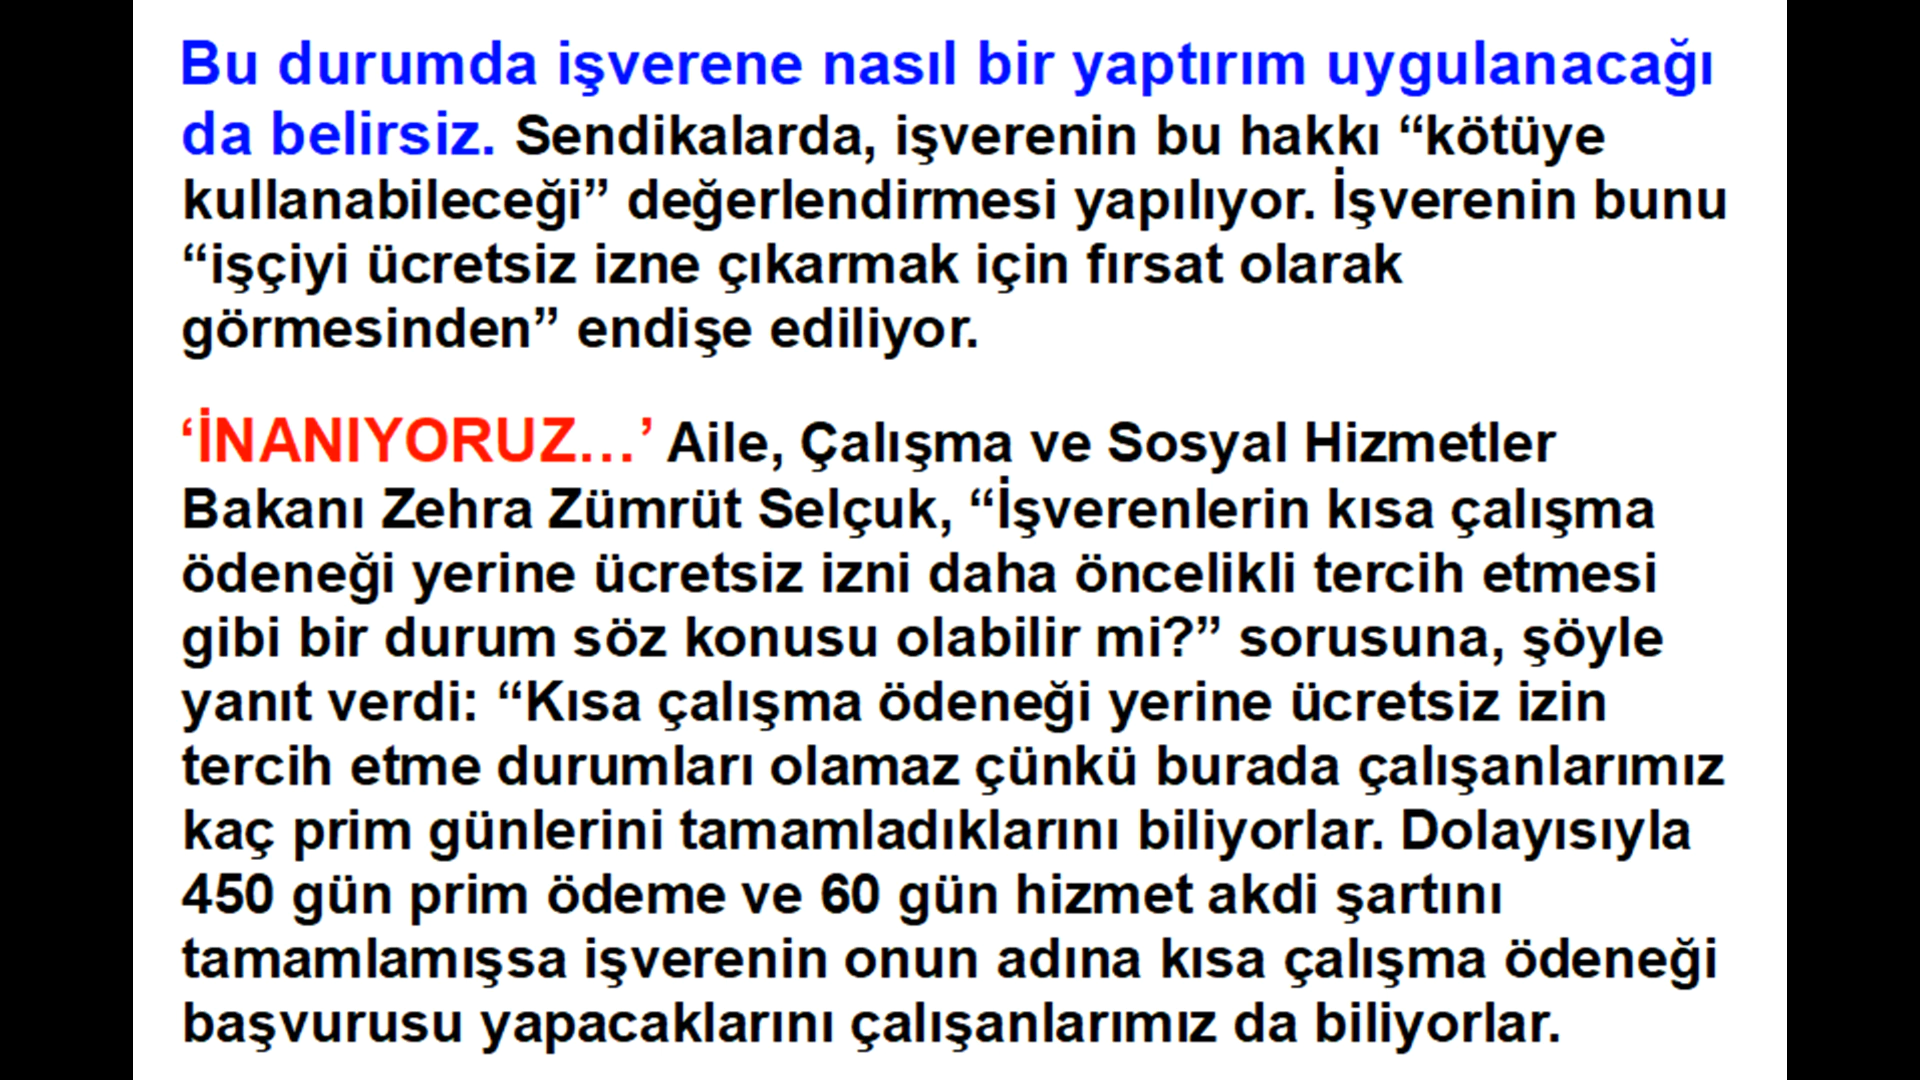 Bu durumda işverene nasıl bir yaptırım uygulanacağı
da belirsiz. Sendikalarda, işverenin bu hakkı “kötüye
kullanabileceği” değerlendirmesi yapılıyor. İşverenin bunu
“işçiyi ücretsiz izne çıkarmak için fırsat olarak
görmesinden” endişe ediliyor.
‘İNANIYORUZ…’ Aile, Çalışma ve Sosyal Hizmetler
Bakanı Zehra Zümrüt Selçuk, “İşverenlerin kısa çalışma
ödeneği yerine ücretsiz izni daha öncelikli tercih etmesi
gibi bir durum söz konusu olabilir mi?” sorusuna, şöyle
yanıt verdi: “Kısa çalışma ödeneği yerine ücretsiz izin
tercih etme durumları olamaz çünkü burada çalışanlarımız
kaç prim günlerini tamamladıklarını biliyorlar. Dolayısıyla
450 gün prim ödeme ve 60 gün hizmet akdi şartını
tamamlamışsa işverenin onun adına kısa çalışma ödeneği
başvurusu yapacaklarını çalışanlarımız da biliyorlar.